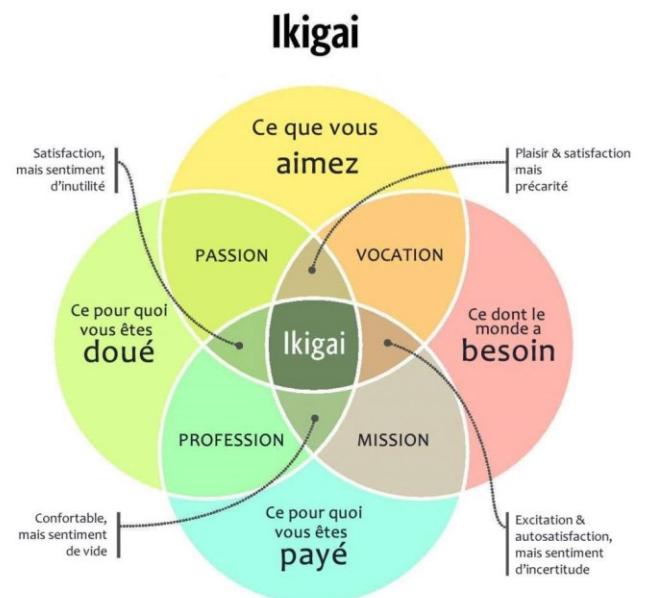 Ikigai
Ce que vous
aimez
Satisfaction,
mais sentiment
d'inutilité
Plaisir & satisfaction
mais
précarité
PASSION
VOCATION
Ce pour quoi
vous êtes
doué
Ikigai
Ce dont le
monde a
besoin
PROFESSION
MISSION
Ce pour quoi
vous êtes
payé
Confortable,
mais sentiment
de vide
Excitation &
autosatisfaction,
mais sentiment
d'incertitude